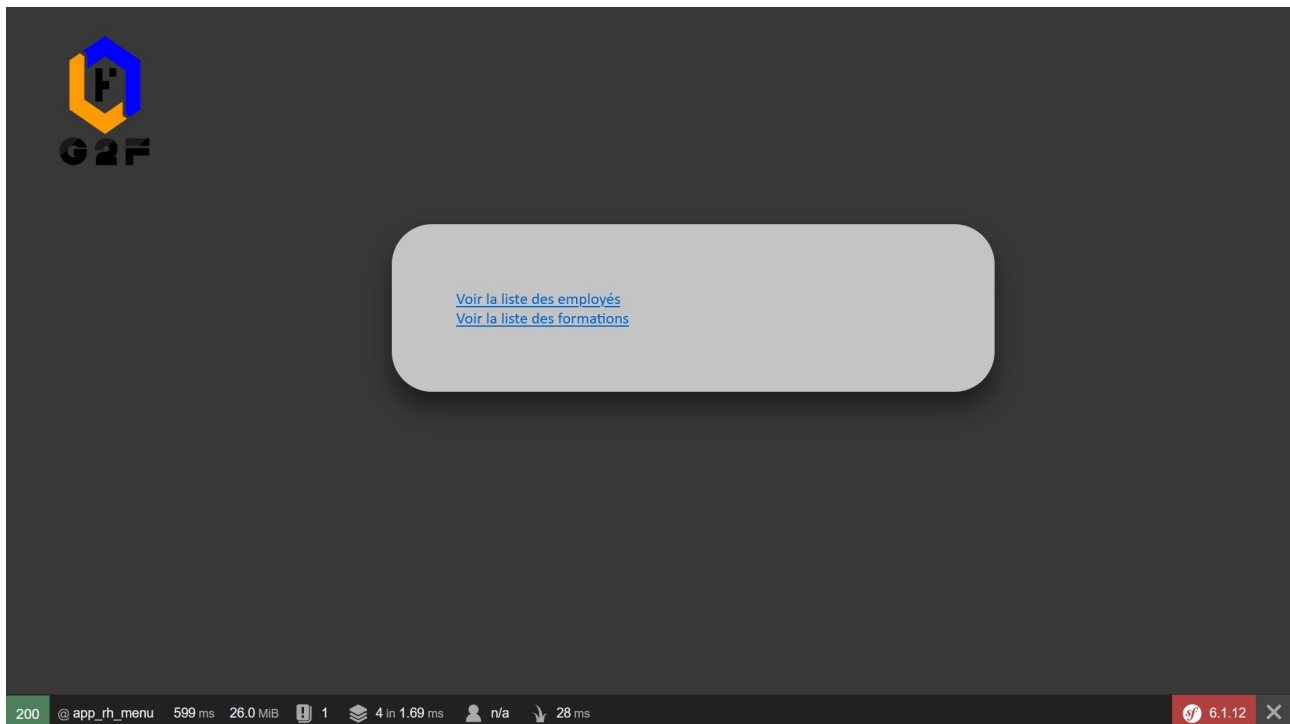 G2F
Voir la liste des employés
Voir la liste des formations
200 @ app_rh_menu 599 ms 26.0 MiB 1 4 in 1.69 ms n/a 28 ms sf 6.1.12